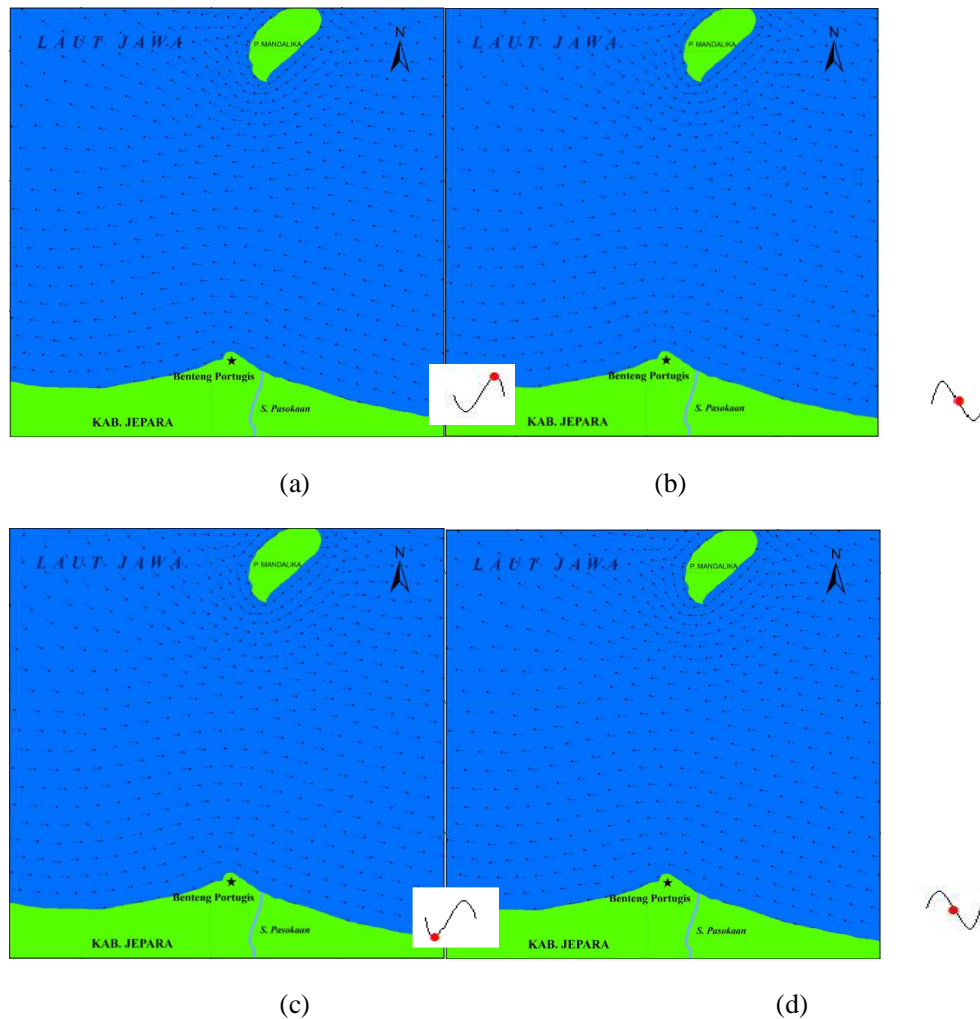 LAUT JAWA
P. MANDALIKA
N
Benteng Portugis
S. Pasokaan
KAB. JEPARA
(a)
LAUT JAWA
P. MANDALIKA
N
Benteng Portugis
S. Pasokaan
KAB. JEPARA
(b)
LAUT JAWA
P. MANDALIKA
N
Benteng Portugis
S. Pasokaan
KAB. JEPARA
(c)
LAUT JAWA
P. MANDALIKA
N
Benteng Portugis
S. Pasokaan
KAB. JEPARA
(d)